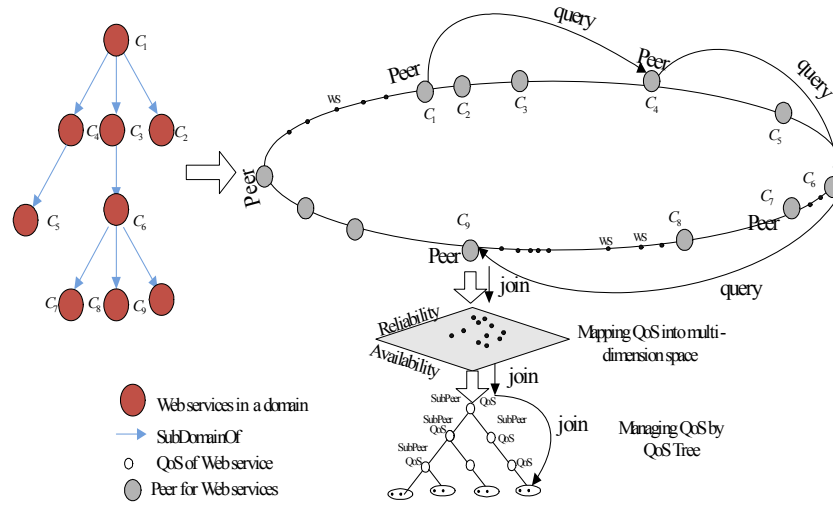 C1
C4
C3
C2
C5
C6
C7
C8
C9
query
Peer
Peer
query
ws
C1
C2
C3
C4
C5
C6
C7
Peer
Peer
C9
C8
ws
ws
Peer
join
query
Reliability
Availability
Mapping QoS into multi-
dimension space
join
SubPeer
QoS
SubPeer
SubPeer
QoS
QoS
SubPeer
QoS
QoS
join
Managing QoS by
QoS Tree
Web services in a domain
SubDomainOf
QoS of Web service
Peer for Web services